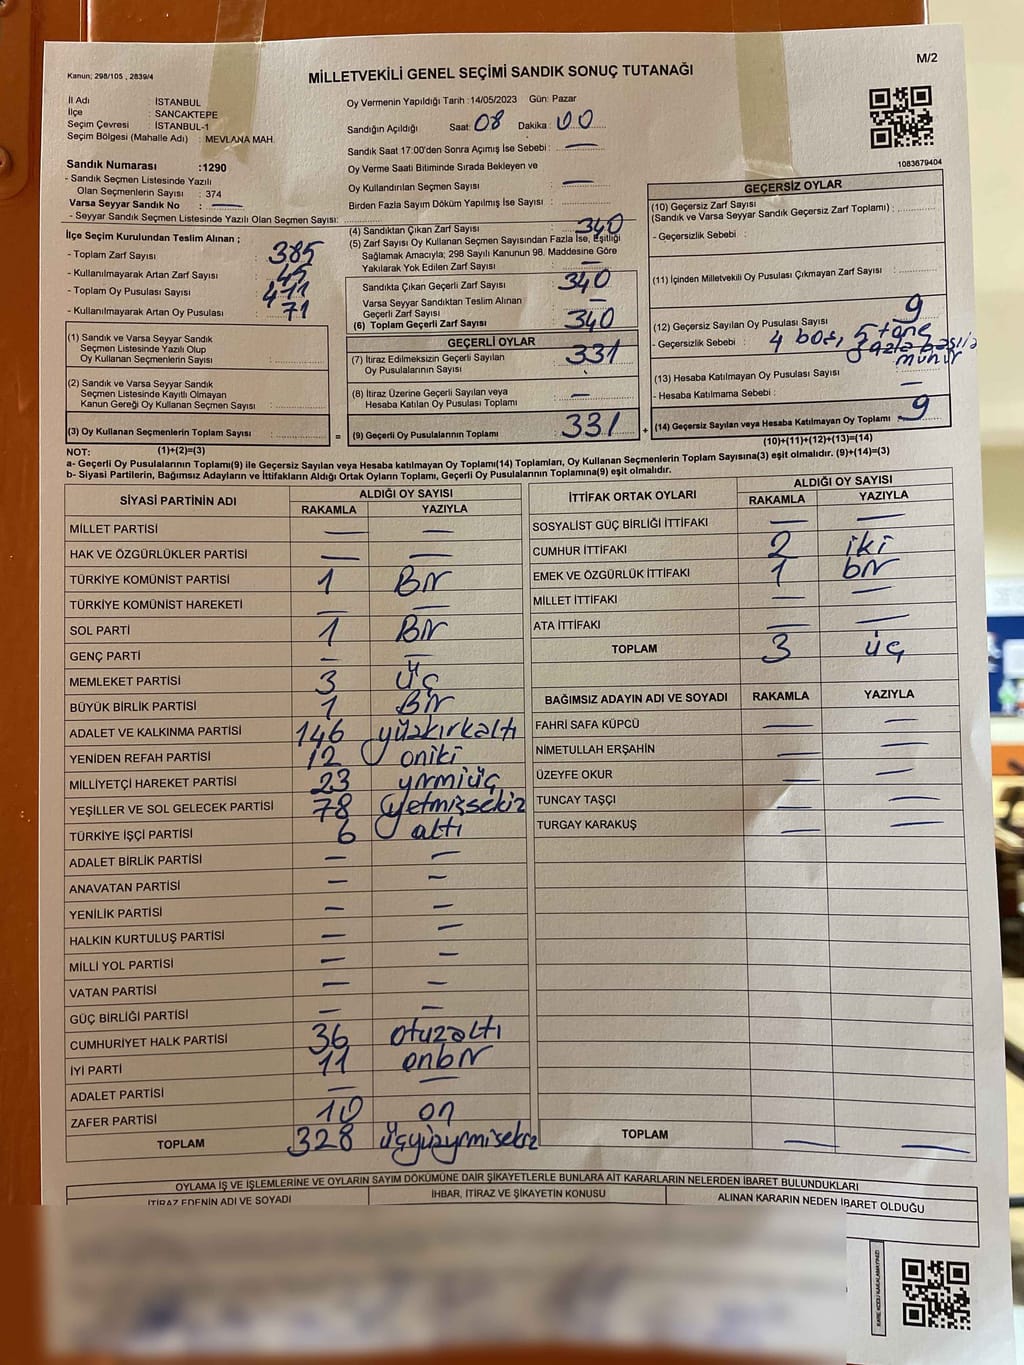 M/2
Kanun; 298/105 , 2839/4
MİLLETVEKİLİ GENEL SEÇİMİ SANDIK SONUÇ TUTANAĞI
İl Adı : İSTANBUL
İlçe : SANCAKTEPE
Seçim Çevresi : İSTANBUL-1
Seçim Bölgesi (Mahalle Adı) : MEVLANA MAH.
Sandık Numarası :1290
- Sandık Seçmen Listesinde Yazılı
Olan Seçmenlerin Sayısı : 374
Varsa Seyyar Sandık No : —
- Seyyar Sandık Seçmen Listesinde Yazılı Olan Seçmen Sayısı:
Oy Vermenin Yapıldığı Tarih :14/05/2023 Gün: Pazar
Sandığın Açıldığı Saat: 08 Dakika: 00
Sandık Saat 17:00'den Sonra Açımış İse Sebebi : —
Oy Verme Saati Bitiminde Sırada Bekleyen ve
Oy Kullandırılan Seçmen Sayısı : —
Birden Fazla Sayım Döküm Yapılmış İse Sayısı :
1083679404
İlçe Seçim Kurulundan Teslim Alınan ;
- Toplam Zarf Sayısı : 385
- Kullanılmayarak Artan Zarf Sayısı : 45
- Toplam Oy Pusulası Sayısı : 411
- Kullanılmayarak Artan Oy Pusulası : 71
(1) Sandık ve Varsa Seyyar Sandık
Seçmen Listesinde Yazılı Olup
Oy Kullanan Seçmenlerin Sayısı :
(2) Sandık ve Varsa Seyyar Sandık
Seçmen Listesinde Kayıtlı Olmayan
Kanun Gereği Oy Kullanan Seçmen Sayısı :
(3) Oy Kullanan Seçmenlerin Toplam Sayısı :
(1)+(2)=(3)
(4) Sandıktan Çıkan Zarf Sayısı : 340
(5) Zarf Sayısı Oy Kullanan Seçmen Sayısından Fazla İse, Eşitliği
Sağlamak Amacıyla; 298 Sayılı Kanunun 98. Maddesine Göre
Yakılarak Yok Edilen Zarf Sayısı : —
Sandıkta Çıkan Geçerli Zarf Sayısı : 340
Varsa Seyyar Sandıktan Teslim Alınan
Geçerli Zarf Sayısı : —
(6) Toplam Geçerli Zarf Sayısı : 340
GEÇERLİ OYLAR
(7) İtiraz Edilmeksizin Geçerli Sayılan
Oy Pusulalarının Sayısı : 331
(8) İtiraz Üzerine Geçerli Sayılan veya
Hesaba Katılan Oy Pusulası Toplamı : —
= (9) Geçerli Oy Pusulalarının Toplamı : 331
GEÇERSİZ OYLAR
(10) Geçersiz Zarf Sayısı
(Sandık ve Varsa Seyyar Sandık Geçersiz Zarf Toplamı) :
- Geçersizlik Sebebi :
(11) İçinden Milletvekili Oy Pusulası Çıkmayan Zarf Sayısı :
(12) Geçersiz Sayılan Oy Pusulası Sayısı : 9
- Geçersizlik Sebebi : 4 boş, 5 tane
fazla basıla
mühür
(13) Hesaba Katılmayan Oy Pusulası Sayısı : —
- Hesaba Katılmama Sebebi :
+ (14) Geçersiz Sayılan veya Hesaba Katılmayan Oy Toplamı : 9
(10)+(11)+(12)+(13)=(14)
NOT:
a- Geçerli Oy Pusulalarının Toplamı(9) ile Geçersiz Sayılan veya Hesaba katılmayan Oy Toplamı(14) Toplamları, Oy Kullanan Seçmenlerin Toplam Sayısına(3) eşit olmalıdır. (9)+(14)=(3)
b- Siyasi Partilerin, Bağımsız Adayların ve İttifakların Aldığı Ortak Oyların Toplamı, Geçerli Oy Pusulalarının Toplamına(9) eşit olmalıdır.
SİYASİ PARTİNİN ADI ALDIĞI OY SAYISI
RAKAMLA YAZIYLA
MİLLET PARTİSİ — —
HAK VE ÖZGÜRLÜKLER PARTİSİ — —
TÜRKİYE KOMÜNİST PARTİSİ 1 Bir
TÜRKİYE KOMÜNİST HAREKETİ — —
SOL PARTİ 1 Bir
GENÇ PARTİ — —
MEMLEKET PARTİSİ 3 Üç
BÜYÜK BİRLİK PARTİSİ 1 Bir
ADALET VE KALKINMA PARTİSİ 146 yüzkırkaltı
YENİDEN REFAH PARTİSİ 12 oniki
MİLLİYETÇİ HAREKET PARTİSİ 23 yirmiüç
YEŞİLLER VE SOL GELECEK PARTİSİ 78 yetmişsekiz
TÜRKİYE İŞÇİ PARTİSİ 6 altı
ADALET BİRLİK PARTİSİ — —
ANAVATAN PARTİSİ — —
YENİLİK PARTİSİ — —
HALKIN KURTULUŞ PARTİSİ — —
MİLLİ YOL PARTİSİ — —
VATAN PARTİSİ — —
GÜÇ BİRLİĞİ PARTİSİ — —
CUMHURİYET HALK PARTİSİ 36 otuzaltı
İYİ PARTİ 11 onbir
ADALET PARTİSİ — —
ZAFER PARTİSİ 10 on
TOPLAM 328 üçyüzyirmisekiz
İTTİFAK ORTAK OYLARI ALDIĞI OY SAYISI
RAKAMLA YAZIYLA
SOSYALİST GÜÇ BİRLİĞİ İTTİFAKI — —
CUMHUR İTTİFAKI 2 iki
EMEK VE ÖZGÜRLÜK İTTİFAKI 1 bir
MİLLET İTTİFAKI — —
ATA İTTİFAKI — —
TOPLAM 3 üç
BAĞIMSIZ ADAYIN ADI VE SOYADI RAKAMLA YAZIYLA
FAHRİ SAFA KÜPCÜ — —
NİMETULLAH ERŞAHİN — —
ÜZEYFE OKUR — —
TUNCAY TAŞÇI — —
TURGAY KARAKUŞ — —
TOPLAM — —
OYLAMA İŞ VE İŞLEMLERİNE VE OYLARIN SAYIM DÖKÜMÜNE DAİR ŞİKAYETLERLE BUNLARA AİT KARARLARIN NELERDEN İBARET BULUNDUKLARI
İTİRAZ EDENİN ADI VE SOYADI İHBAR, İTİRAZ VE ŞİKAYETİN KONUSU ALINAN KARARIN NEDEN İBARET OLDUĞU